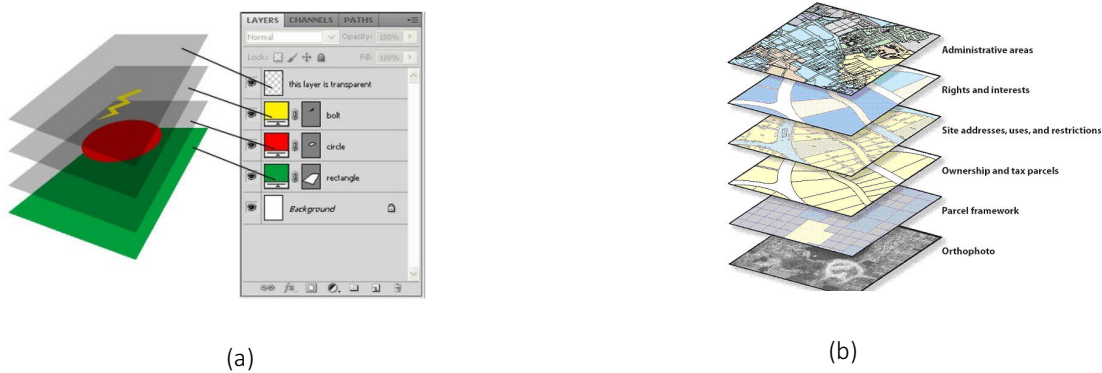 LAYERS CHANNELS PATHS
Normal Opacity: 100%
Lock: Fill: 100%
this layer is transparent
bolt
circle
rectangle
Background
fx.
(a)
Administrative areas
Rights and interests
Site addresses, uses, and restrictions
Ownership and tax parcels
Parcel framework
Orthophoto
(b)